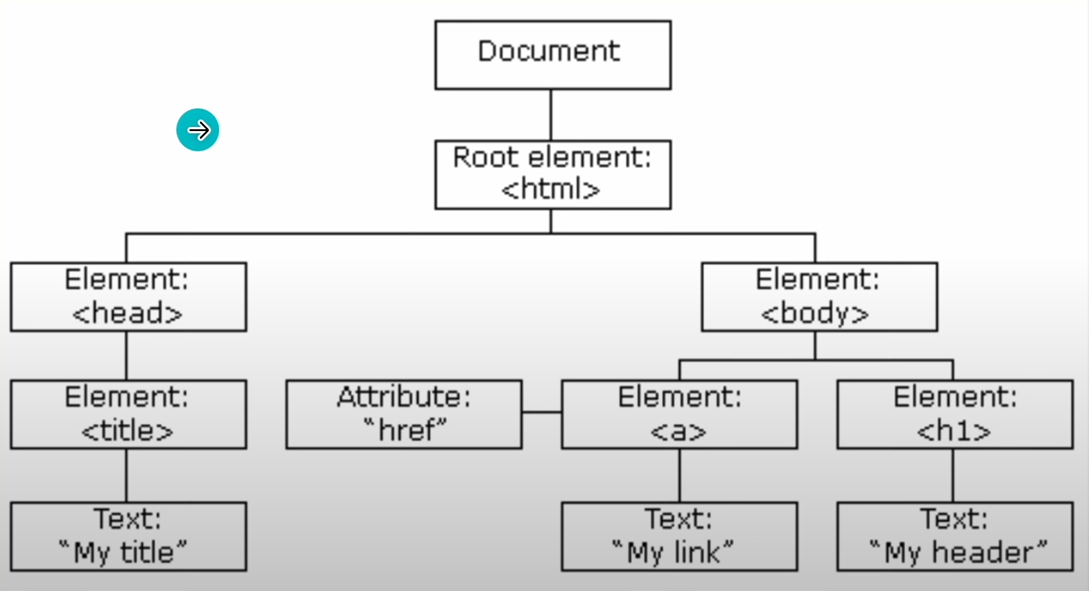 Document
Root element:
<html>
Element:
<head>
Element:
<body>
Element:
<title>
Attribute:
“href”
Element:
<a>
Element:
<h1>
Text:
“My title”
Text:
“My link”
Text:
“My header”